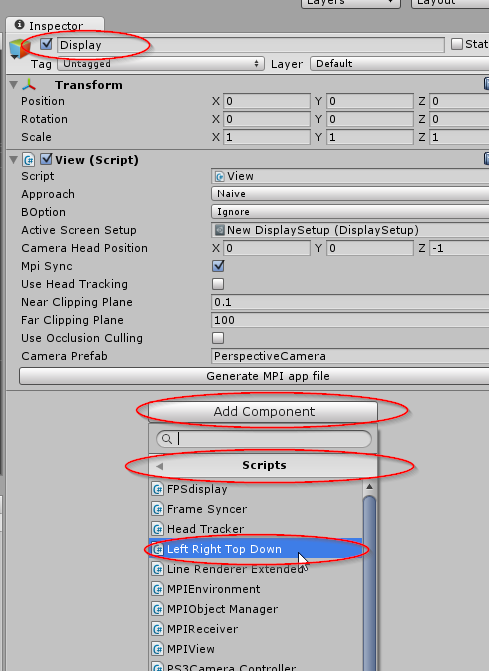 Layers Layout
Inspector
Display Stat
Tag Untagged Layer Default
Transform
Position X 0 Y 0 Z 0
Rotation X 0 Y 0 Z 0
Scale X 1 Y 1 Z 1
View (Script)
Script View
Approach Naive
BOption Ignore
Active Screen Setup New DisplaySetup (DisplaySetup)
Camera Head Position X 0 Y 0 Z -1
Mpi Sync
Use Head Tracking
Near Clipping Plane 0.1
Far Clipping Plane 100
Use Occlusion Culling
Camera Prefab PerspectiveCamera
Generate MPI app file
Add Component
Scripts
FPSdisplay
Frame Syncer
Head Tracker
Left Right Top Down
Line Renderer Extended
MPIEnvironment
MPIObject Manager
MPIReceiver
MPIView
PS3Camera Controller